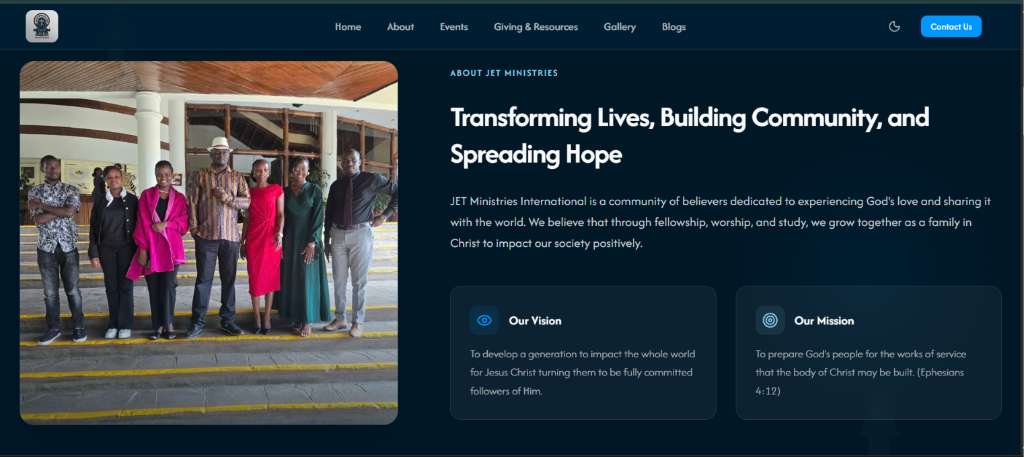 Home About Events Giving & Resources Gallery Blogs Contact Us
ABOUT JET MINISTRIES
Transforming Lives, Building Community, and
Spreading Hope
JET Ministries International is a community of believers dedicated to experiencing God's love and sharing it
with the world. We believe that through fellowship, worship, and study, we grow together as a family in
Christ to impact our society positively.
Our Vision
To develop a generation to impact the whole world
for Jesus Christ turning them to be fully committed
followers of Him.
Our Mission
To prepare God's people for the works of service
that the body of Christ may be built. (Ephesians
4:12)